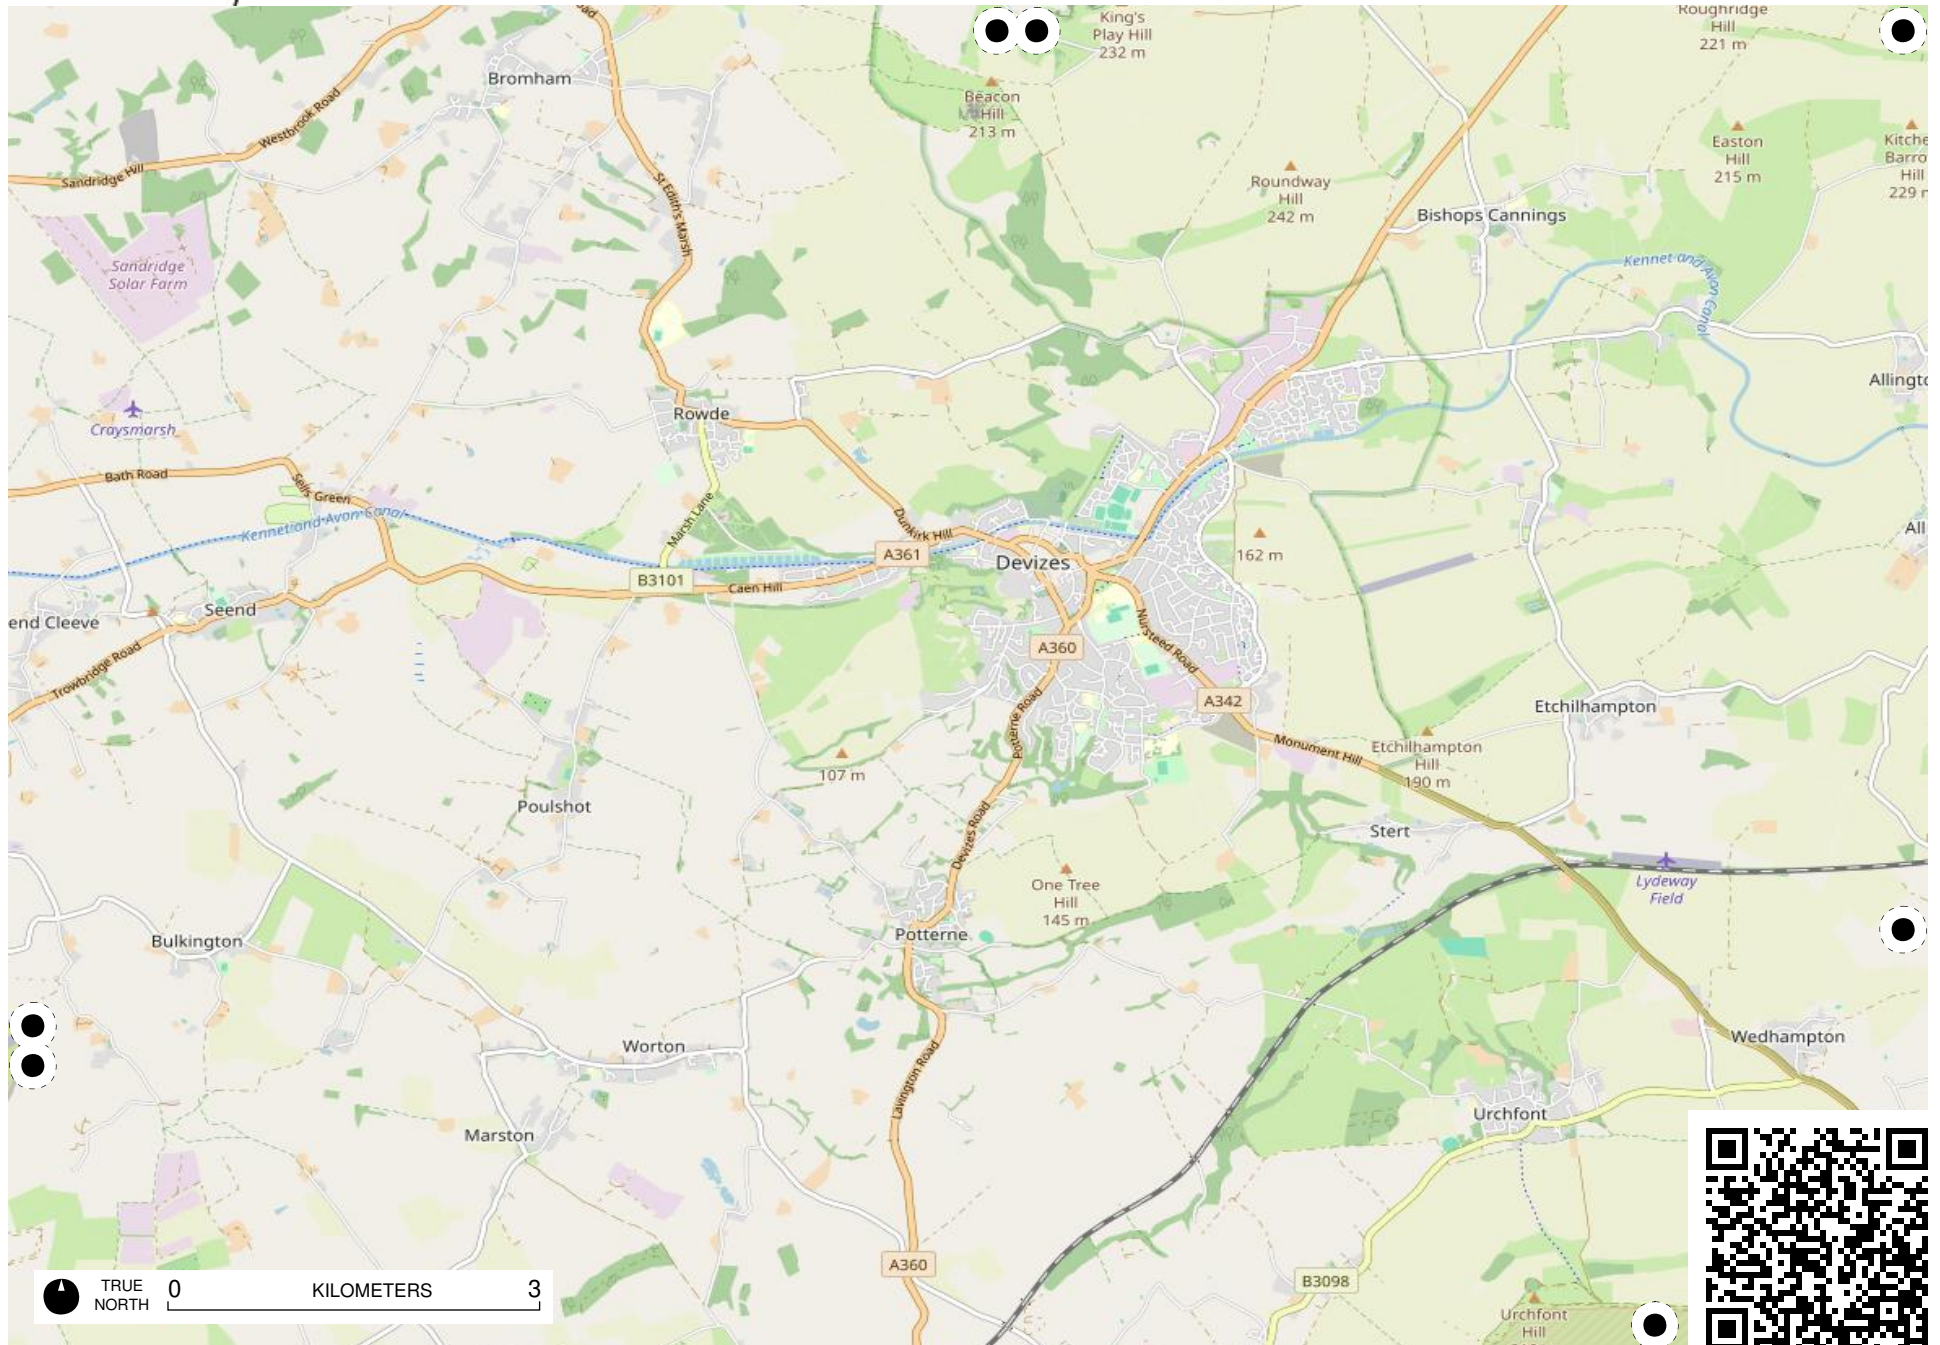 King's
Play Hill
232 m
Roughridge
Hill
221 m
Bromham
Beacon
Hill
213 m
Westbrook Road
Easton
Hill
215 m
Kitche
Barro
Hill
229 m
Sandridge Hill
Roundway
Hill
242 m
St Edith's Marsh
Bishops Cannings
Kennet and Avon Canal
Sandridge
Solar Farm
Allingto
Craysmarsh
Rowde
Bath Road
Sells Green
Kennet and Avon Canal
Marsh Lane
Dunkirk Hill
A361
Devizes
162 m
All
B3101
Caen Hill
Seend
end Cleeve
Trowbridge Road
A360
Nursteed Road
A342
Etchilhampton
Potterne Road
Monument Hill
Etchilhampton
Hill
190 m
107 m
Poulshot
Devizes Road
Stert
One Tree
Hill
145 m
Lydeway
Field
Bulkington
Potterne
Worton
Wedhampton
Lavington Road
Urchfont
Marston
A360
B3098
Urchfont
Hill
TRUE
NORTH
0 KILOMETERS 3